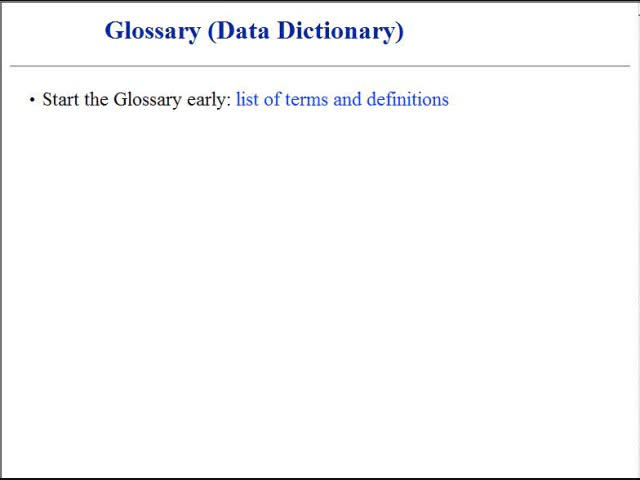 Glossary (Data Dictionary)
• Start the Glossary early: list of terms and definitions